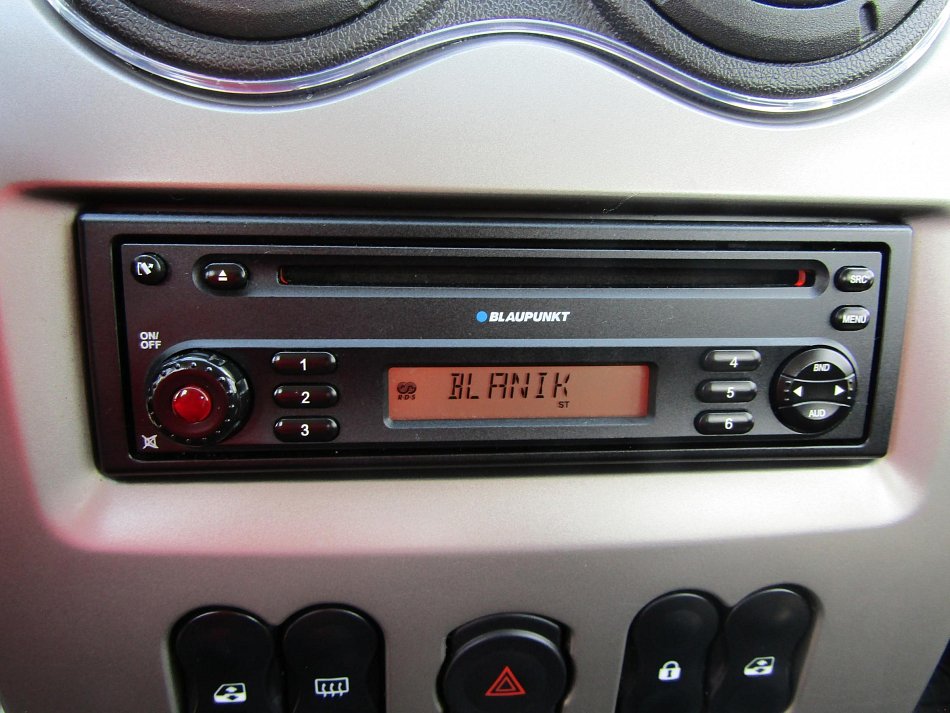 SRC
BLAUPUNKT
MENU
ON/
OFF
1
4
BND
BLANIK
2
5
R·D·S
ST
AUD
3
6